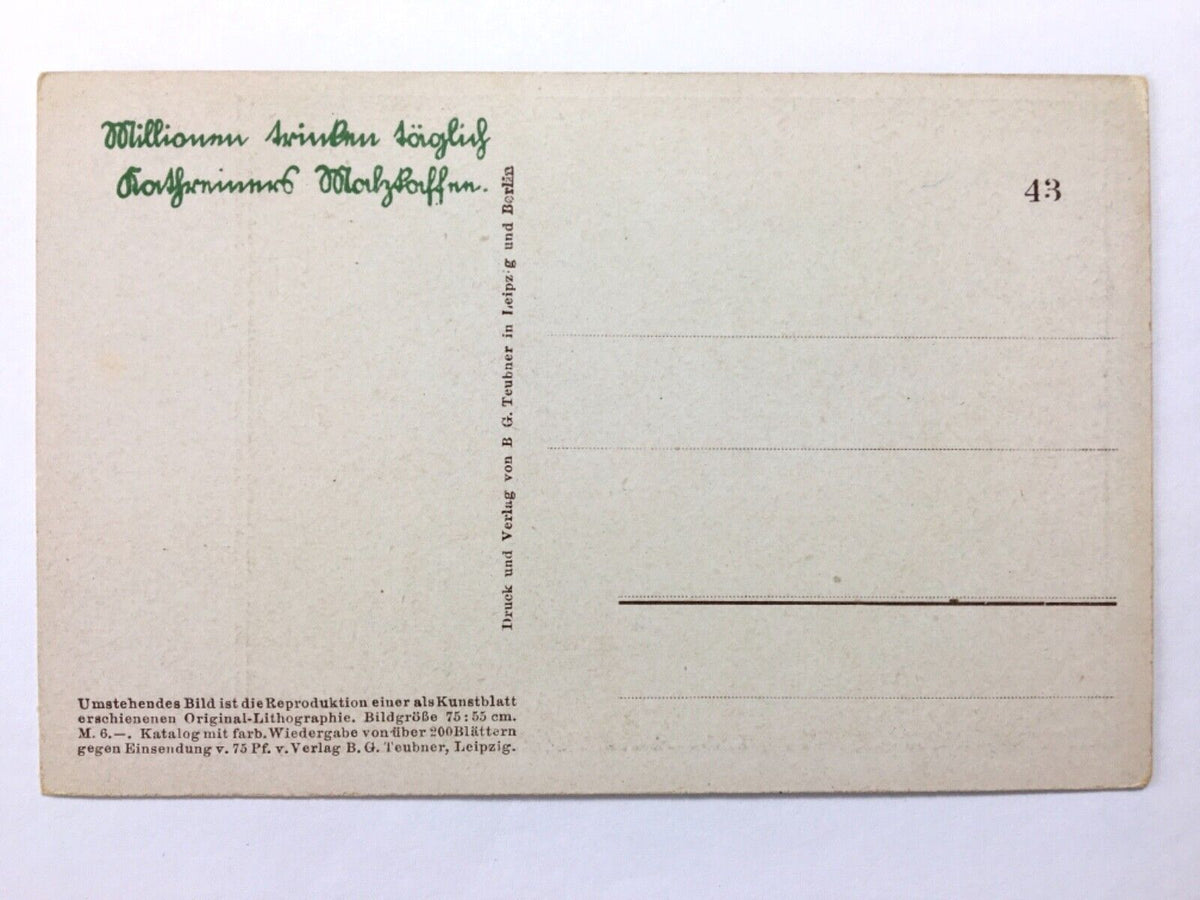 Millionen trinken täglich
Kathreiners Malzkaffee.
43
Druck und Verlag von B G. Teubner in Leipzig und Berlin
Umstehendes Bild ist die Reproduktion einer als Kunstblatt
erschienenen Original-Lithographie. Bildgröße 75:55 cm.
M. 6.—. Katalog mit farb. Wiedergabe von über 200 Blättern
gegen Einsendung v. 75 Pf. v. Verlag B. G. Teubner, Leipzig.